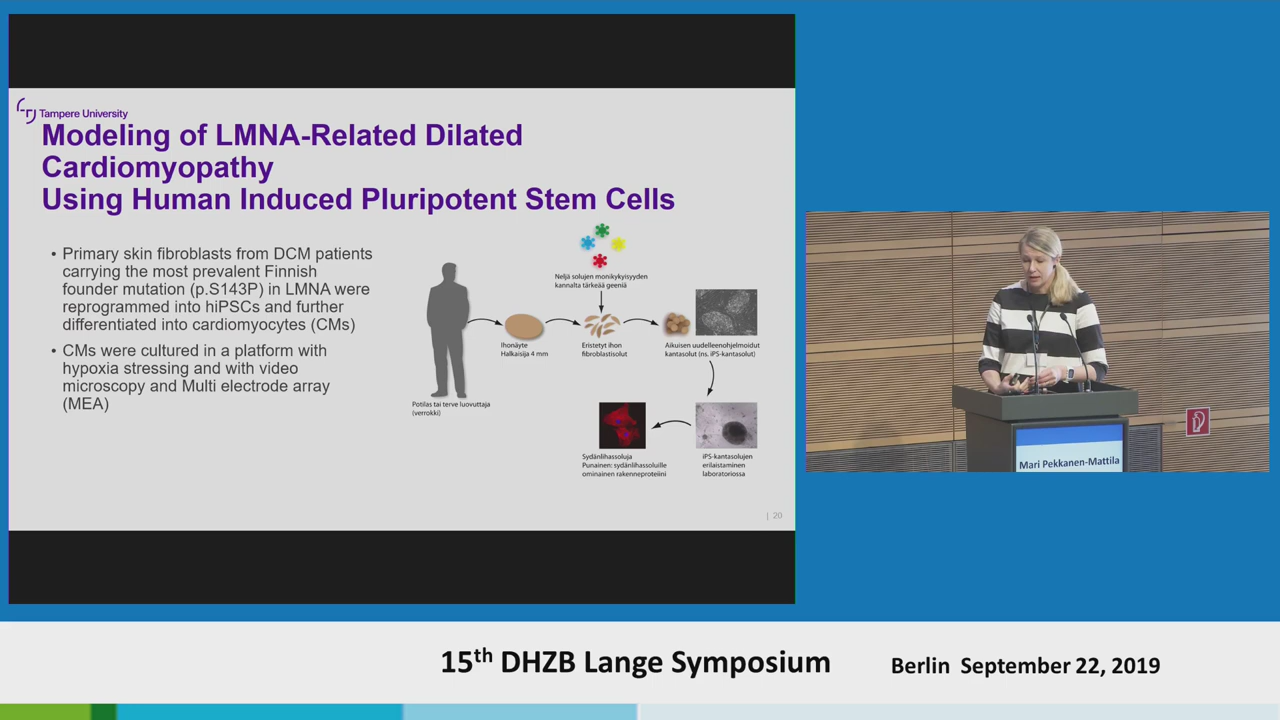 Tampere University
Modeling of LMNA-Related Dilated
Cardiomyopathy
Using Human Induced Pluripotent Stem Cells
• Primary skin fibroblasts from DCM patients
carrying the most prevalent Finnish
founder mutation (p.S143P) in LMNA were
reprogrammed into hiPSCs and further
differentiated into cardiomyocytes (CMs)
• CMs were cultured in a platform with
hypoxia stressing and with video
microscopy and Multi electrode array
(MEA)
Neljä solujen monikykyisyyden
kannalta tärkeää geeniä
Ihonäyte
Halkaisija 4 mm
Eristetyt ihon
fibroblastisolut
Aikuisen uudelleenohjelmoidut
kantasolut (ns. iPS-kantasolut)
Potilas tai terve luovuttaja
(verrokki)
Sydänlihassoluja
Punainen: sydänlihassoluille
ominainen rakenneproteiini
iPS-kantasolujen
erilaistaminen
laboratoriossa
| 20
Mari Pekkanen-Mattila
15th DHZB Lange Symposium
Berlin September 22, 2019